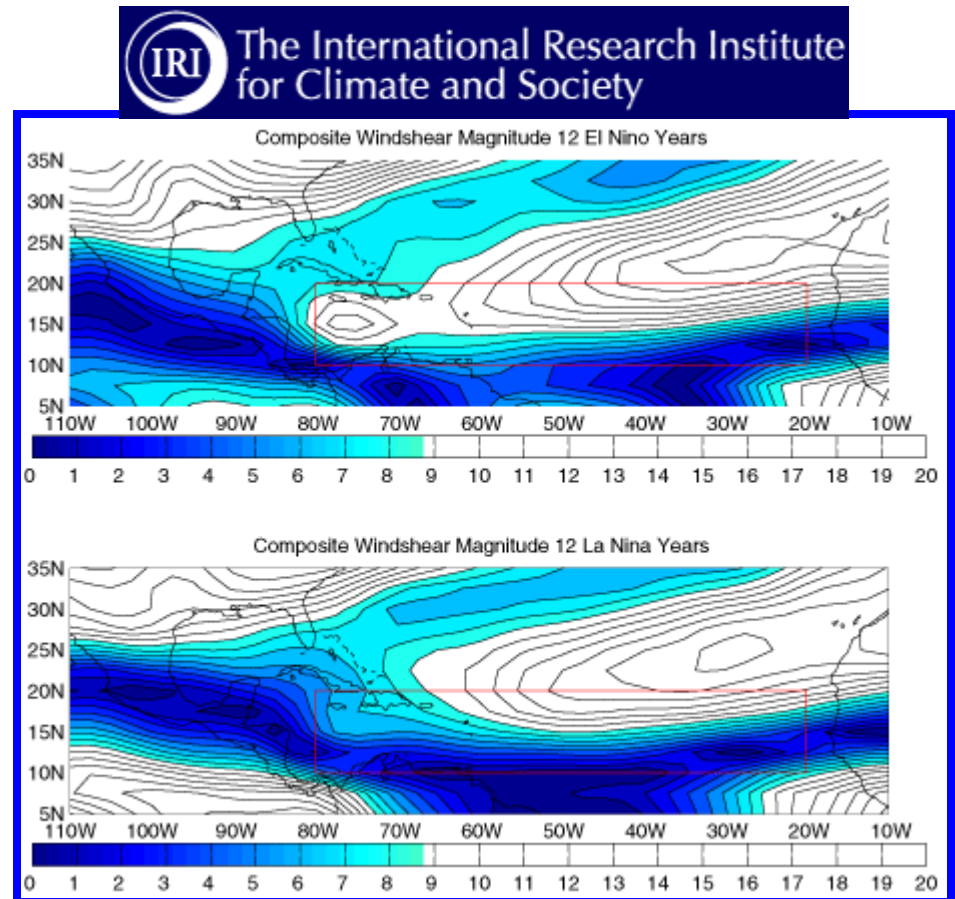 IRI
The International Research Institute
for Climate and Society
Composite Windshear Magnitude 12 El Nino Years
35N
30N
25N
20N
15N
10N
5N
110W 100W 90W 80W 70W 60W 50W 40W 30W 20W 10W
0 1 2 3 4 5 6 7 8 9 10 11 12 13 14 15 16 17 18 19 20
Composite Windshear Magnitude 12 La Nina Years
35N
30N
25N
20N
15N
10N
5N
110W 100W 90W 80W 70W 60W 50W 40W 30W 20W 10W
0 1 2 3 4 5 6 7 8 9 10 11 12 13 14 15 16 17 18 19 20